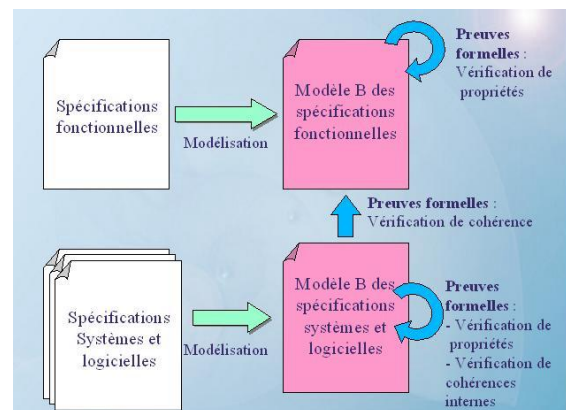 Spécifications
fonctionnelles
Modélisation
Modèle B des
spécifications
fonctionnelles
Preuves
formelles :
Vérification de
propriétés
Preuves formelles :
Vérification de cohérence
Spécifications
Systèmes et
logicielles
Modélisation
Modèle B des
spécifications
systèmes et
logicielles
Preuves
formelles :
- Vérification de
propriétés
- Vérification de
cohérences
internes